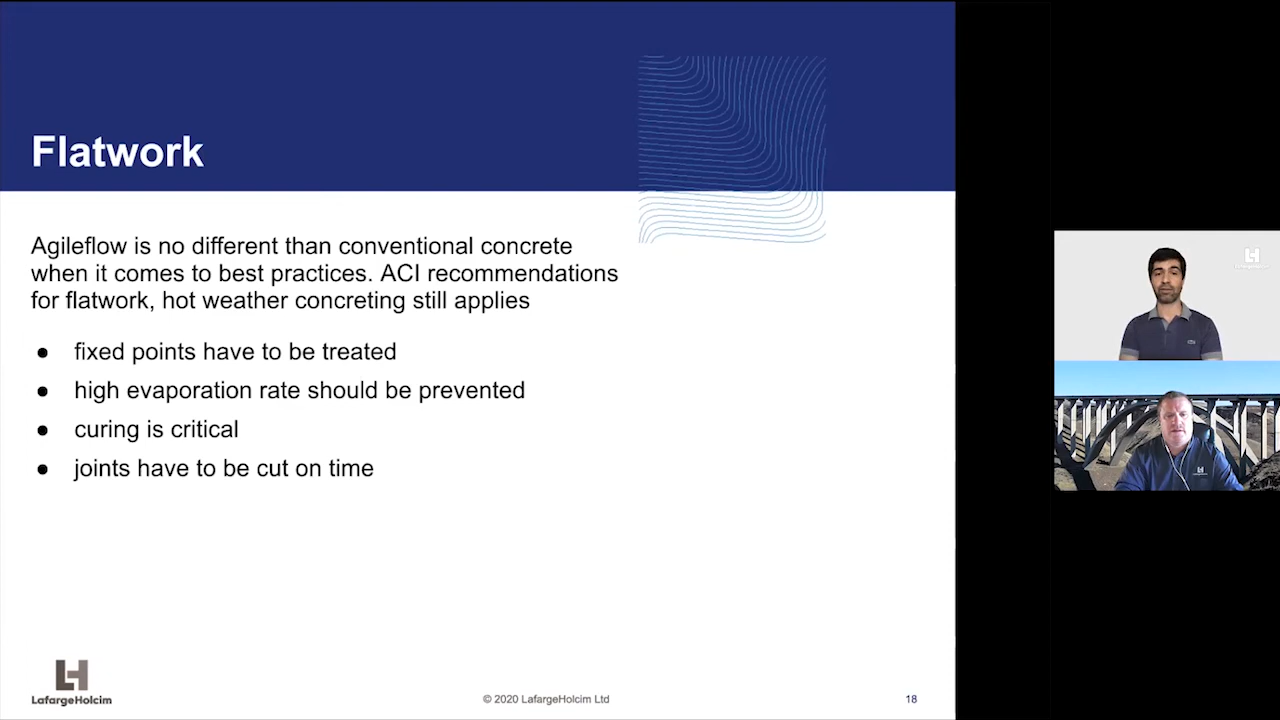 Flatwork
Agileflow is no different than conventional concrete
when it comes to best practices. ACI recommendations
for flatwork, hot weather concreting still applies
● fixed points have to be treated
● high evaporation rate should be prevented
● curing is critical
● joints have to be cut on time
LafargeHolcim
© 2020 LafargeHolcim Ltd
18
LafargeHolcim